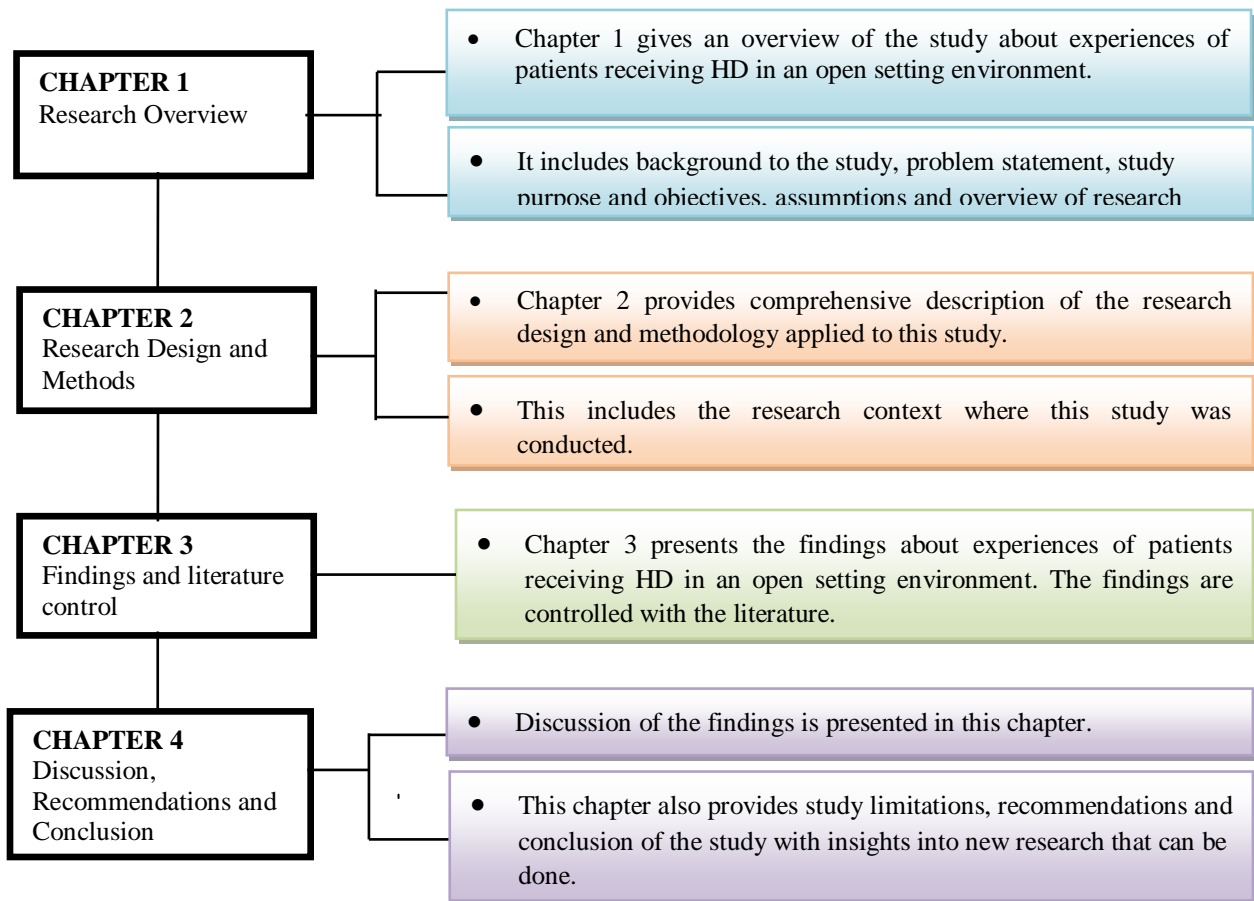 CHAPTER 1
Research Overview
• Chapter 1 gives an overview of the study about experiences of
patients receiving HD in an open setting environment.
• It includes background to the study, problem statement, study
purpose and objectives, assumptions and overview of research
CHAPTER 2
Research Design and
Methods
• Chapter 2 provides comprehensive description of the research
design and methodology applied to this study.
• This includes the research context where this study was
conducted.
CHAPTER 3
Findings and literature
control
• Chapter 3 presents the findings about experiences of patients
receiving HD in an open setting environment. The findings are
controlled with the literature.
CHAPTER 4
Discussion,
Recommendations and
Conclusion
• Discussion of the findings is presented in this chapter.
• This chapter also provides study limitations, recommendations and
conclusion of the study with insights into new research that can be
done.